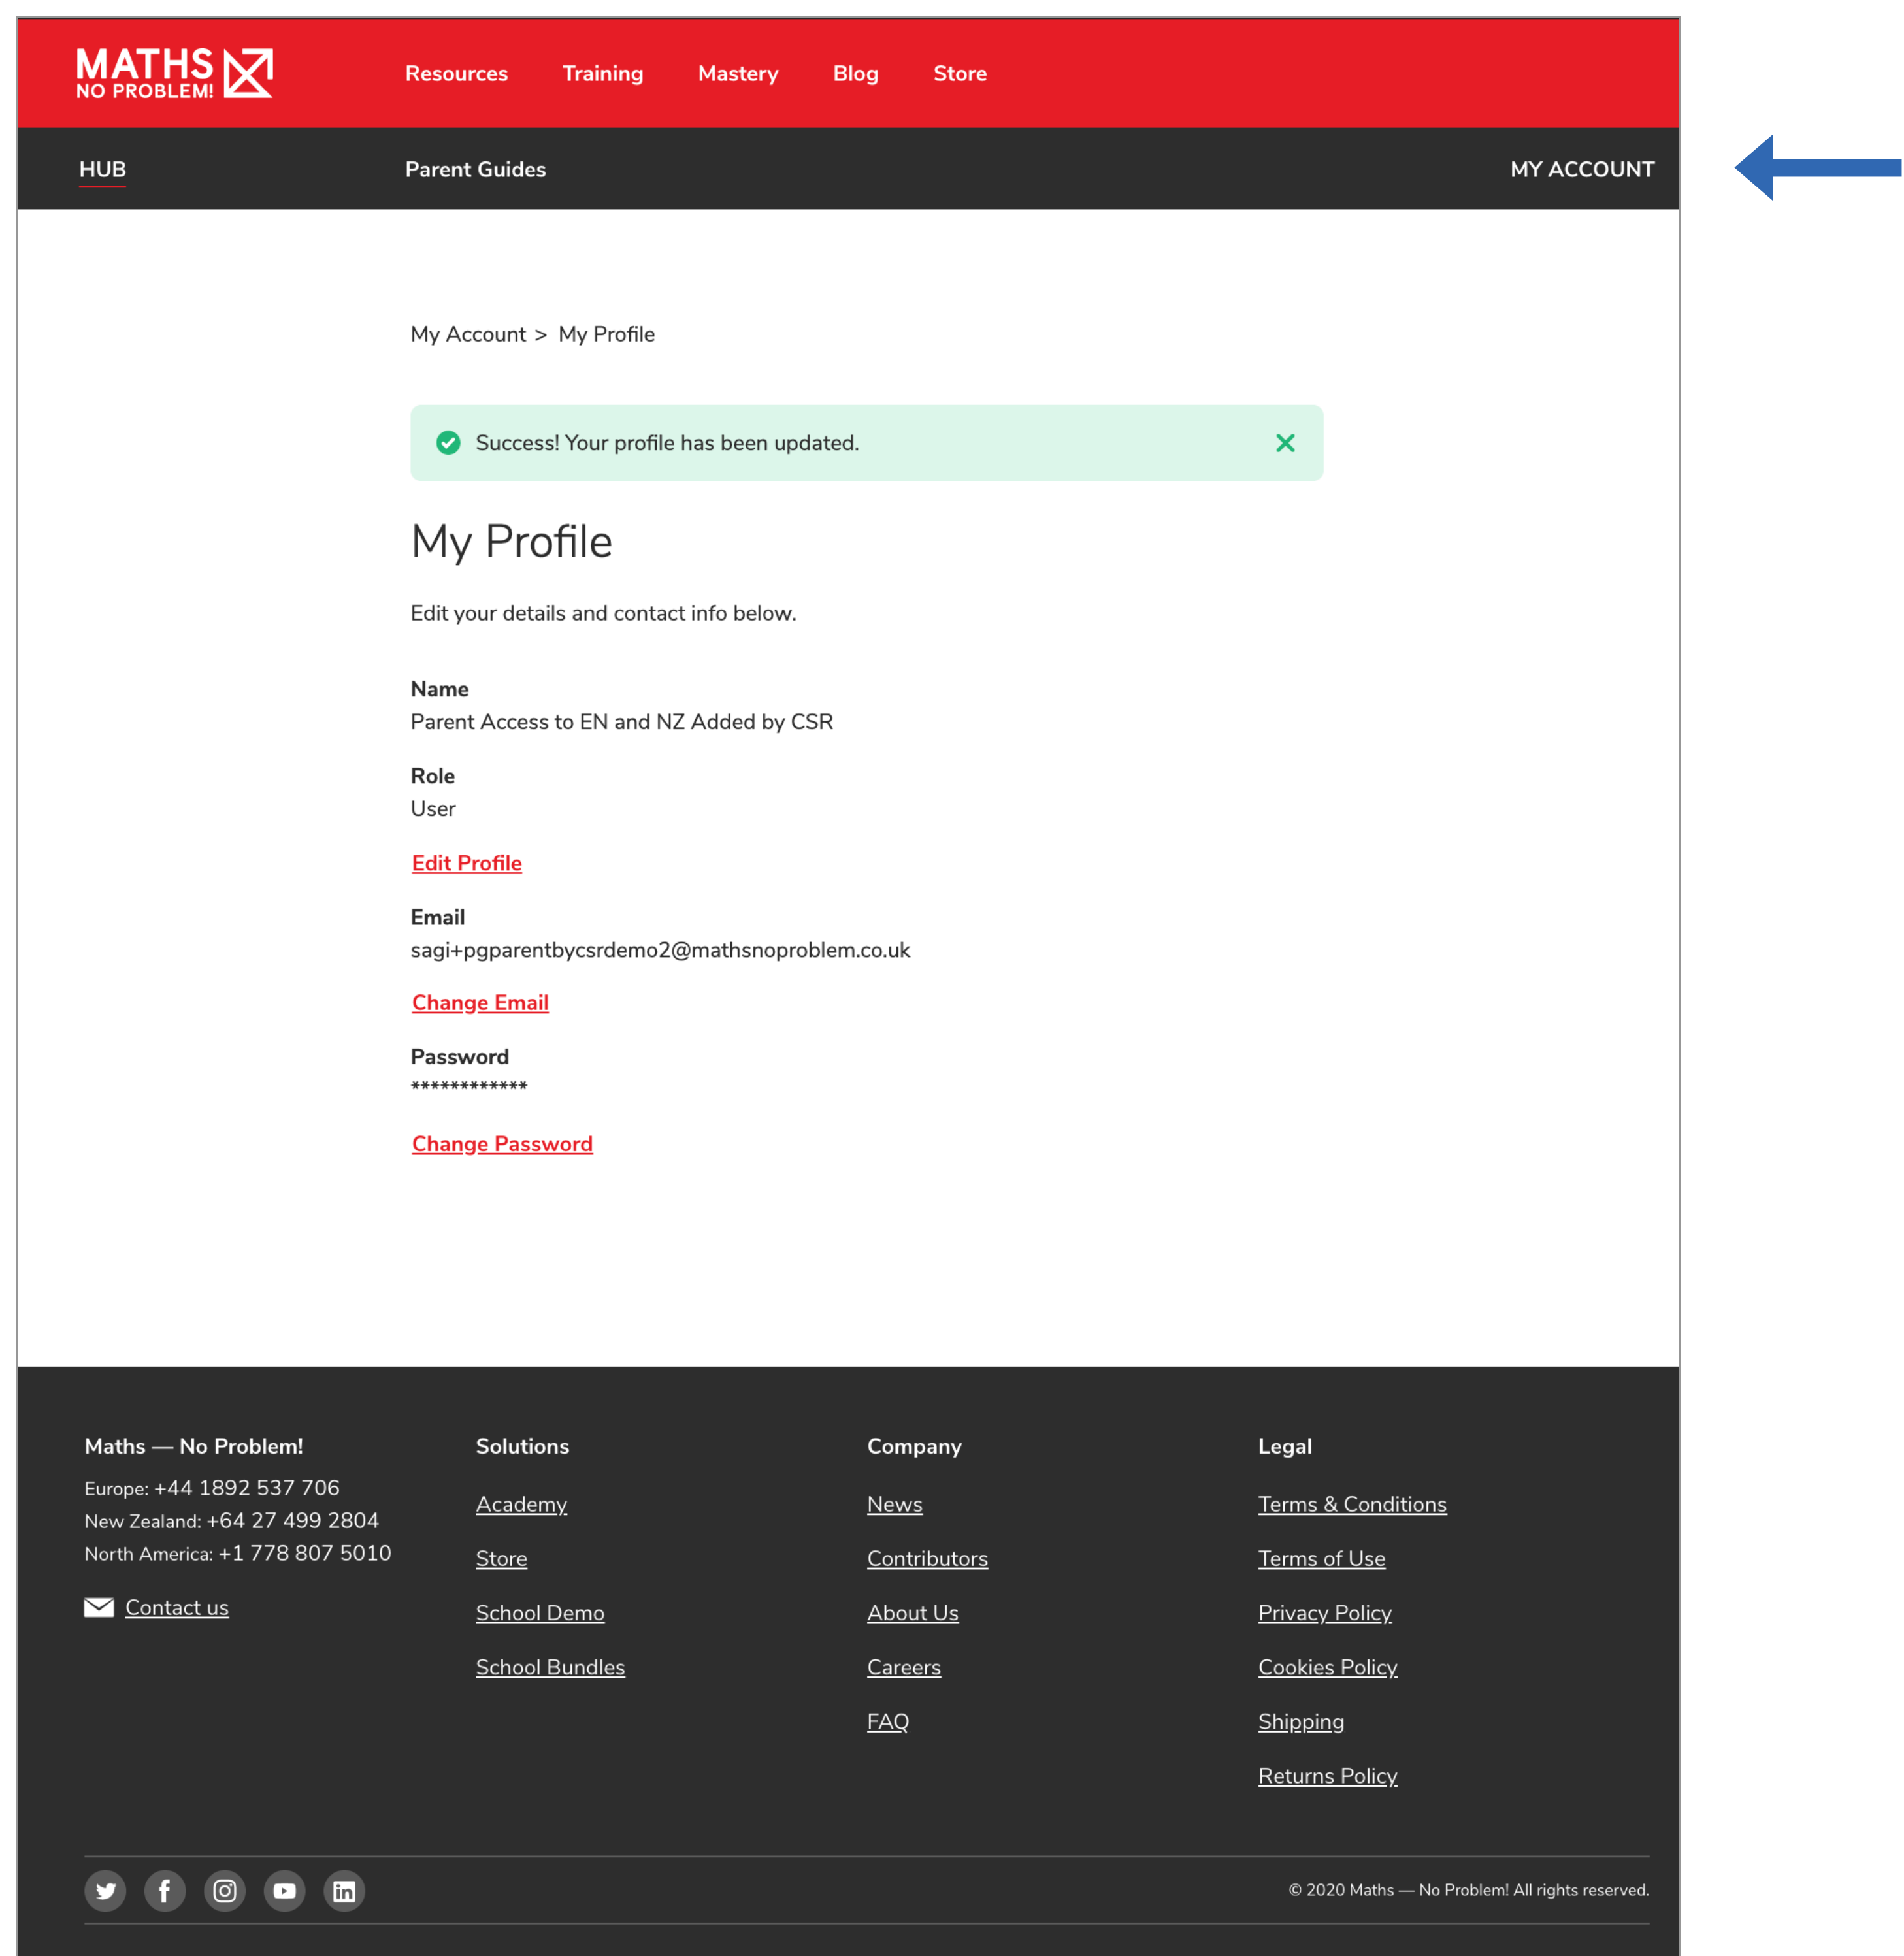 MATHS
NO PROBLEM!
Resources Training Mastery Blog Store
HUB Parent Guides MY ACCOUNT
My Account > My Profile
Success! Your profile has been updated.
My Profile
Edit your details and contact info below.
Name
Parent Access to EN and NZ Added by CSR
Role
User
Edit Profile
Email
sagi+pgparentbycsrdemo2@mathsnoproblem.co.uk
Change Email
Password
************
Change Password
Maths — No Problem!
Europe: +44 1892 537 706
New Zealand: +64 27 499 2804
North America: +1 778 807 5010
Contact us
Solutions
Academy
Store
School Demo
School Bundles
Company
News
Contributors
About Us
Careers
FAQ
Legal
Terms & Conditions
Terms of Use
Privacy Policy
Cookies Policy
Shipping
Returns Policy
© 2020 Maths — No Problem! All rights reserved.